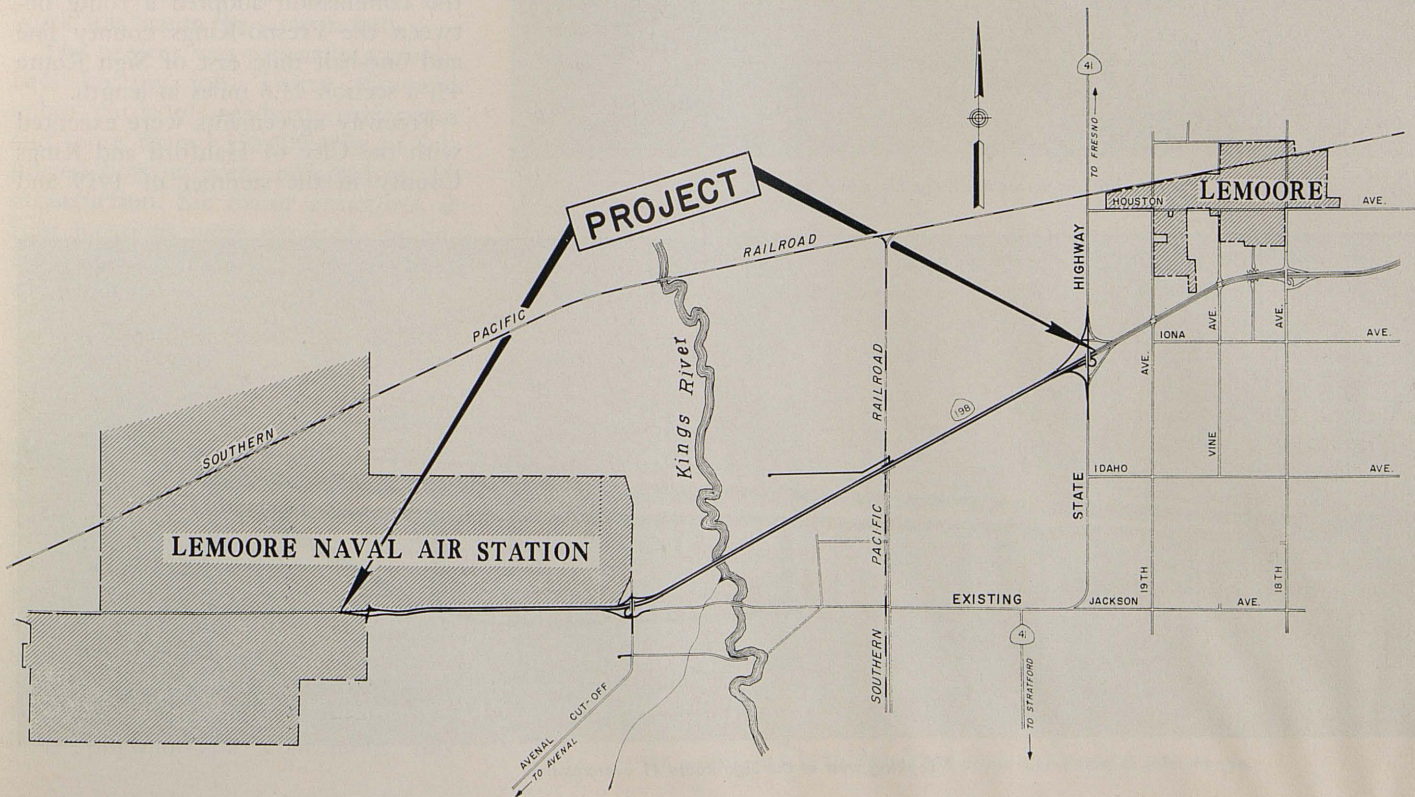 41
TO FRESNO
LEMOORE
HOUSTON
AVE.
PROJECT
RAILROAD
HIGHWAY
PACIFIC
Kings River
RAILROAD
IONA
AVE.
AVE.
AVE.
AVE.
198
SOUTHERN
VINE
IDAHO
AVE.
STATE
LEMOORE NAVAL AIR STATION
PACIFIC
19TH
18TH
EXISTING
JACKSON
AVE.
41
SOUTHERN
TO STRATFORD
AVENAL CUT-OFF
TO AVENAL